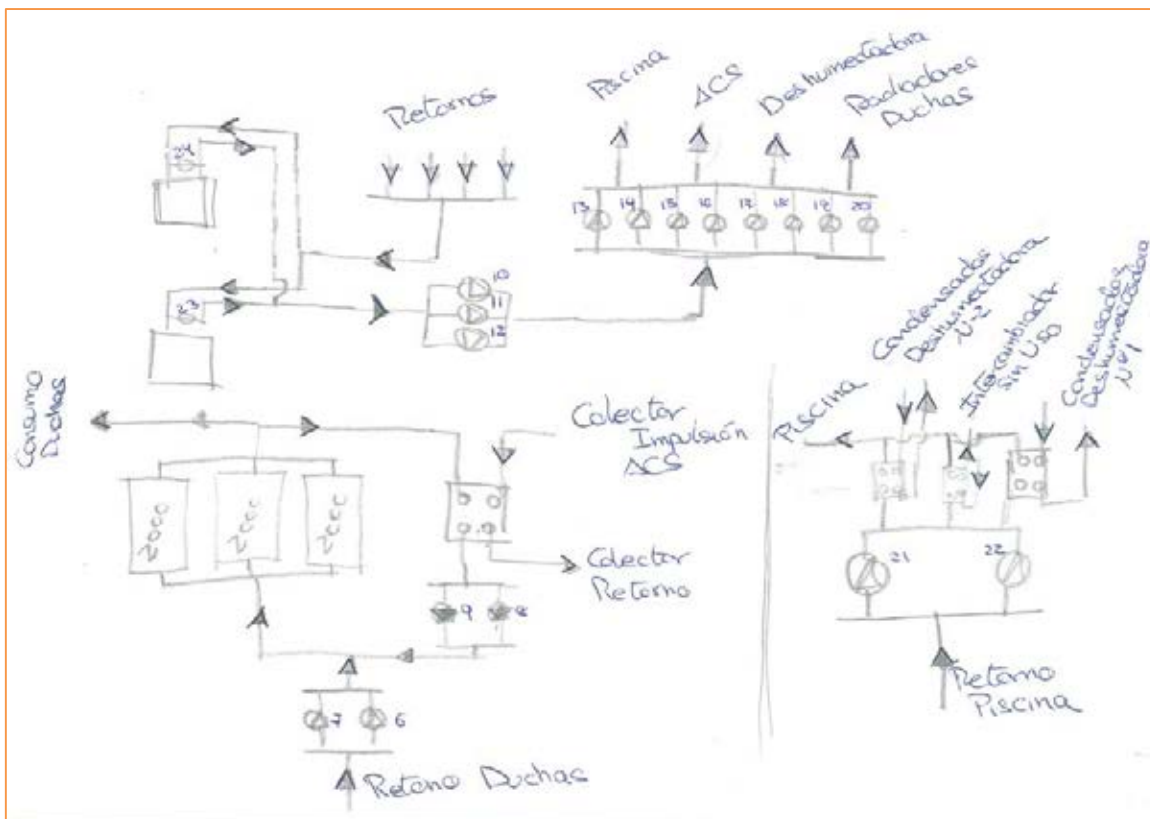 Retornos
Piscina
ACS
Deshumectadora
Radiadores
Duchas
24
13
14
15
16
17
18
19
20
23
10
11
12
Consumo
Duchas
2000
2000
2000
Colector
Impulsión
ACS
Colector
Retorno
9
8
7
6
Retorno Duchas
Piscina
Condensados
Deshumectadora
Nº2
Intercambiador
sin Uso
Condensados
Deshumectadora
Nº1
21
22
Retorno
Piscina